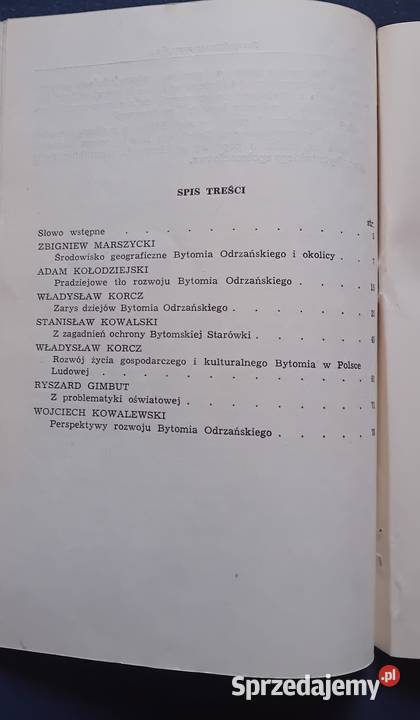 SPIS TREŚCI
str.
Słowo wstępne
ZBIGNIEW MARSZYCKI
Środowisko geograficzne Bytomia Odrzańskiego i okolicy
ADAM KOŁODZIEJSKI
Pradziejowe tło rozwoju Bytomia Odrzańskiego
WŁADYSŁAW KORCZ
Zarys dziejów Bytomia Odrzańskiego
STANISŁAW KOWALSKI
Z zagadnień ochrony Bytomskiej Starówki
WŁADYSŁAW KORCZ
Rozwój życia gospodarczego i kulturalnego Bytomia w Polsce
Ludowej
RYSZARD GIMBUT
Z problematyki oświatowej
WOJCIECH KOWALEWSKI
Perspektywy rozwoju Bytomia Odrzańskiego
Sprzedajemy.pl